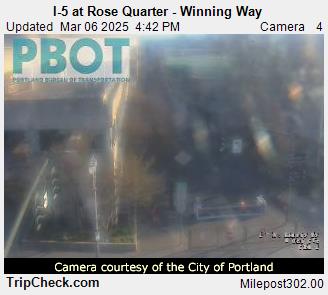 I-5 at Rose Quarter - Winning Way
Updated Mar 06 2025 4:42 PM Camera 4
PBOT
PORTLAND BUREAU OF TRANSPORTATION
Camera courtesy of the City of Portland
TripCheck.com Milepost302.00